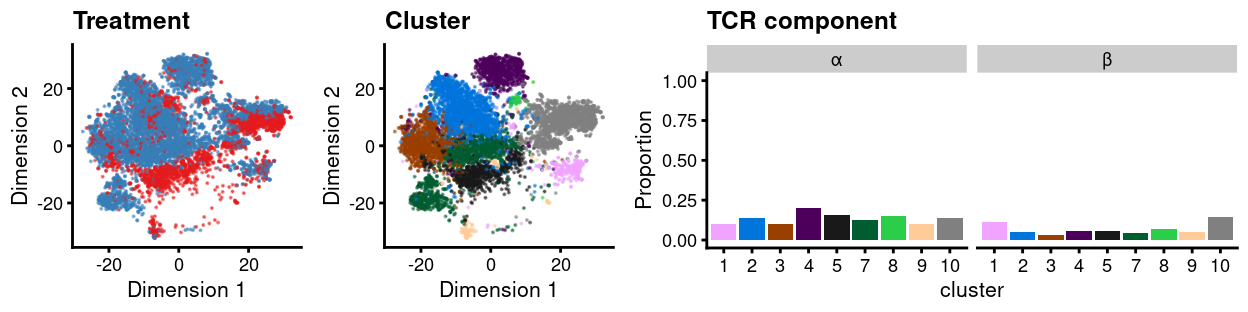 Treatment
Dimension 2
20
0
-20
-20 0 20
Dimension 1
Cluster
Dimension 2
20
0
-20
-20 0 20
Dimension 1
TCR component
α β
Proportion
1.00
0.75
0.50
0.25
0.00
1 2 3 4 5 7 8 9 10 1 2 3 4 5 7 8 9 10
cluster